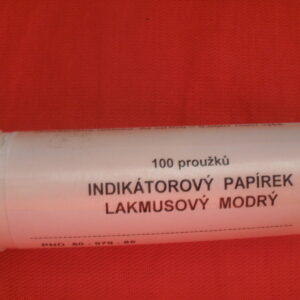 100 proužků
INDIKÁTOROVÝ PAPÍREK
LAKMUSOVÝ MODRÝ